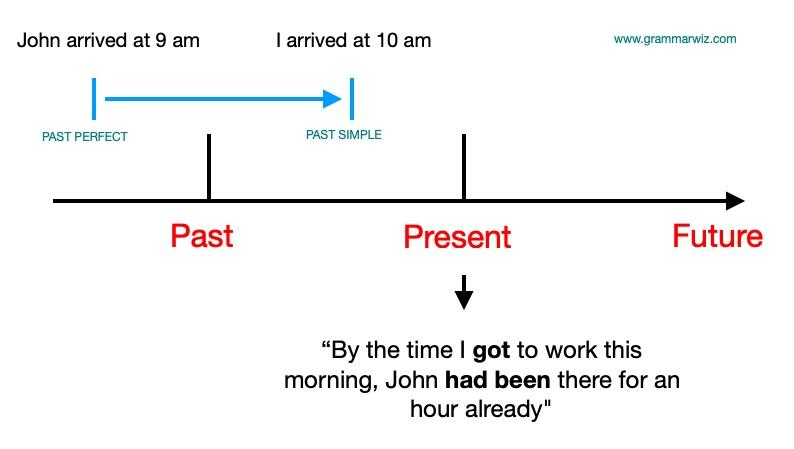 John arrived at 9 am
I arrived at 10 am
www.grammarwiz.com
PAST PERFECT
PAST SIMPLE
Past
Present
Future
“By the time I got to work this
morning, John had been there for an
hour already"